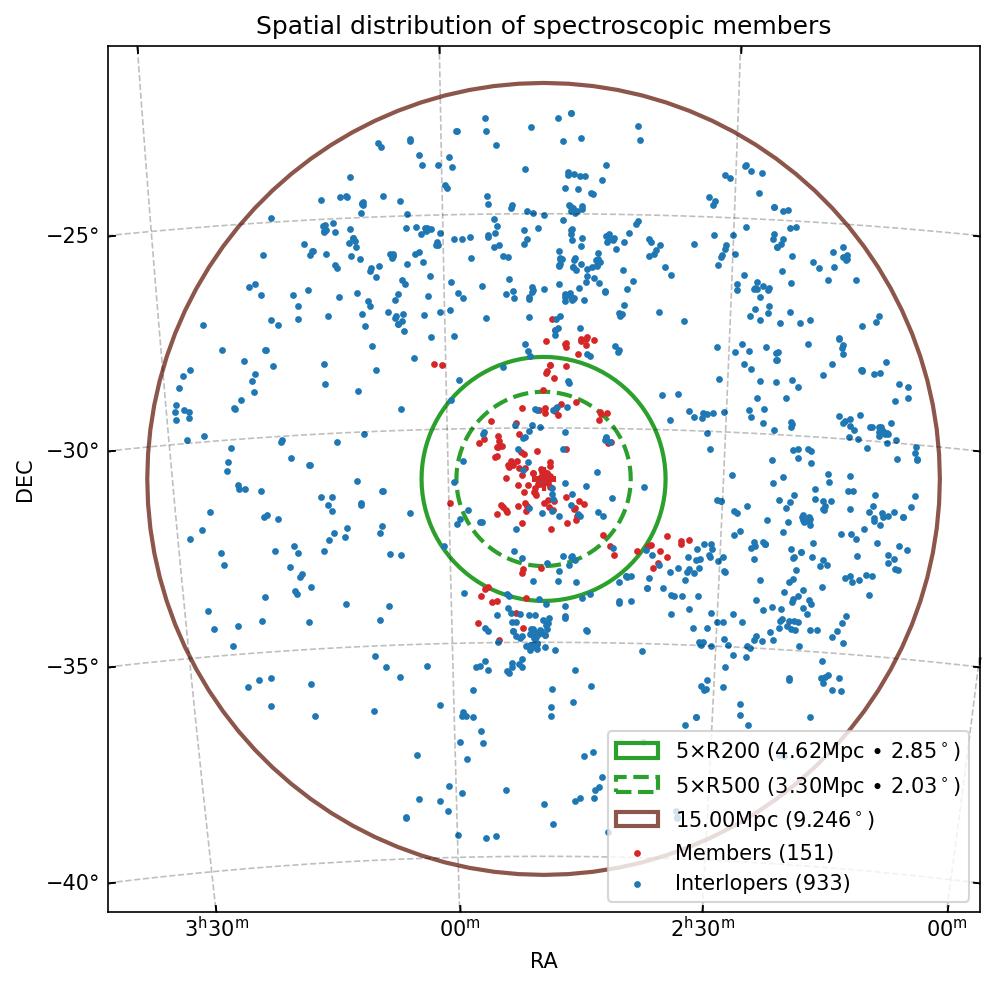 Spatial distribution of spectroscopic members
−25°
−30°
DEC
−35°
−40°
5×R200 (4.62Mpc • 2.85°)
5×R500 (3.30Mpc • 2.03°)
15.00Mpc (9.246°)
Members (151)
Interlopers (933)
3ʰ30ᵐ 00ᵐ 2ʰ30ᵐ 00ᵐ
RA